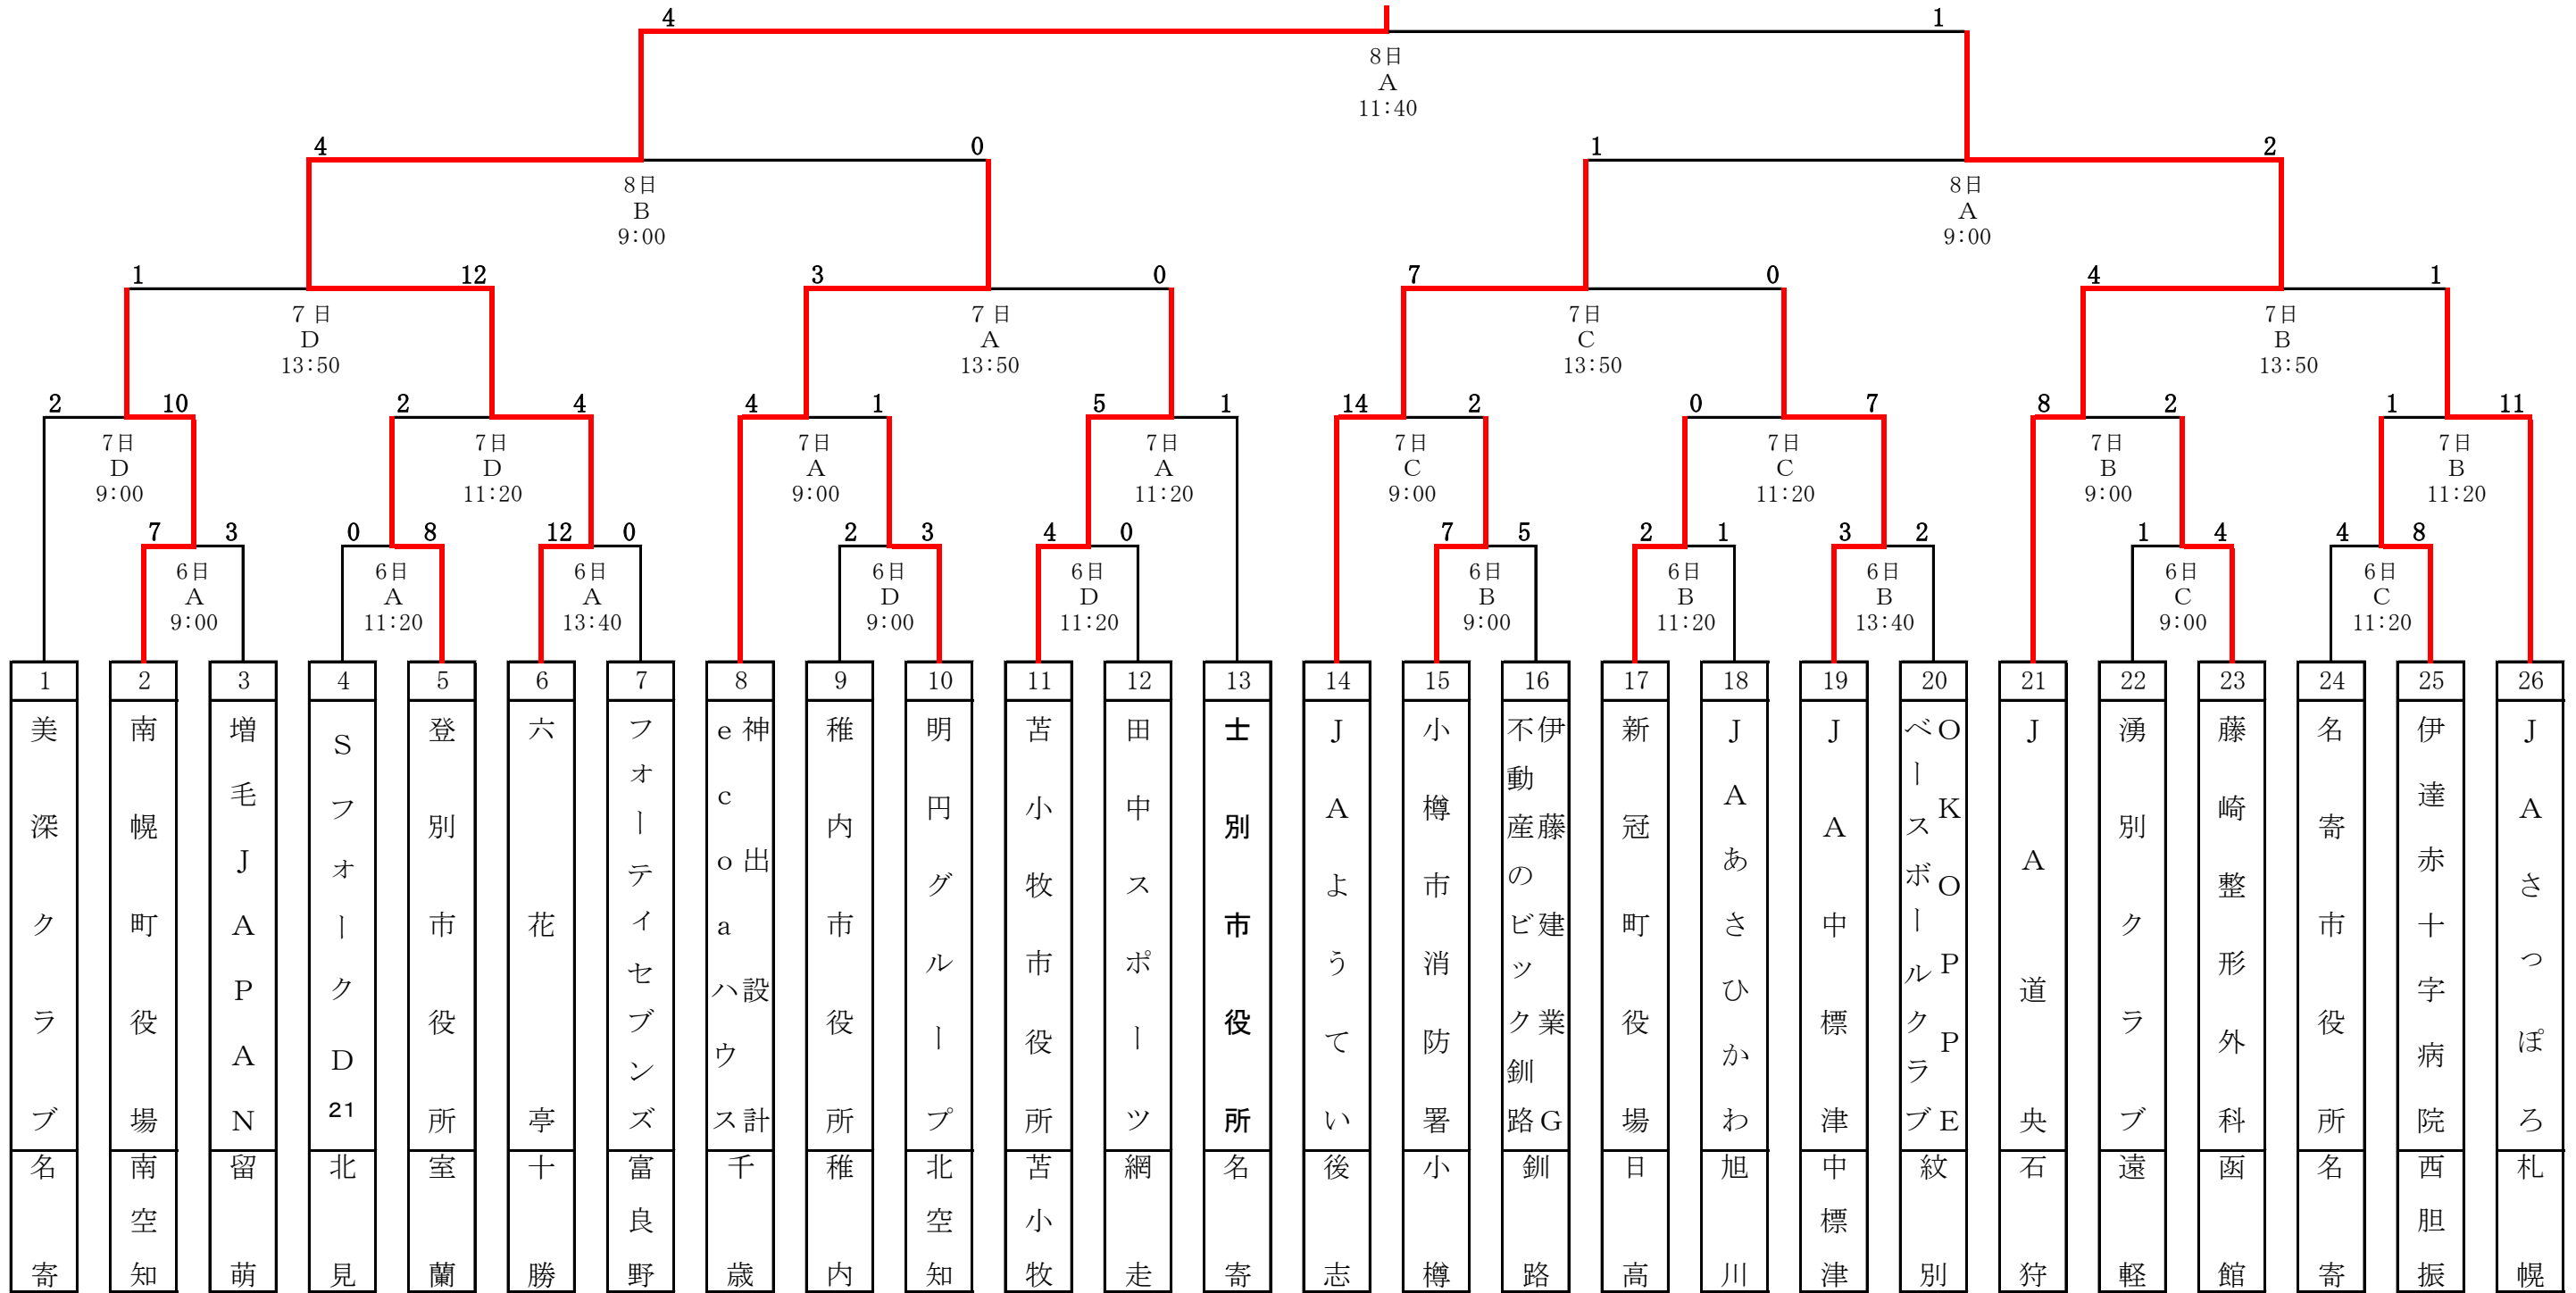 4 1
8日
A
11:40
4 0 1 2
8日 8日
B A
9:00 9:00
1 12 3 0 7 0 4 1
7日 7日 7日 7日
D A C B
13:50 13:50 13:50 13:50
2 10 2 4 4 1 5 1 14 2 0 7 8 2 1 11
7日 7日 7日 7日 7日 7日 7日 7日
D D A A C C B B
9:00 11:20 9:00 11:20 9:00 11:20 9:00 11:20
7 3 0 8 12 0 2 3 4 0 7 5 2 1 3 2 1 4 4 8
6日 6日 6日 6日 6日 6日 6日 6日 6日 6日
A A A D D B B B C C
9:00 11:20 13:40 9:00 11:20 9:00 11:20 13:40 9:00 11:20
1 2 3 4 5 6 7 8 9 10 11 12 13 14 15 16 17 18 19 20 21 22 23 24 25 26
美深クラブ
南幌町役場
増毛JAPAN
SフォークD21
登別市役所
六花亭
フォーティセブンズ
神出設計
ecoaハウス
稚内市役所
明円グループ
苫小牧市役所
田中スポーツ
士別市役所
JAようてい
小樽市消防署
伊藤建業G
不動産のビック釧路
新冠町役場
JAあさひかわ
JA中標津
OKOPPE
ベースボールクラブ
JA道央
湧別クラブ
藤崎整形外科
名寄市役所
伊達赤十字病院
JAさっぽろ
名寄
南空知
留萌
北見
室蘭
十勝
富良野
千歳
稚内
北空知
苫小牧
網走
名寄
後志
小樽
釧路
日高
旭川
中標津
紋別
石狩
遠軽
函館
名寄
西胆振
札幌